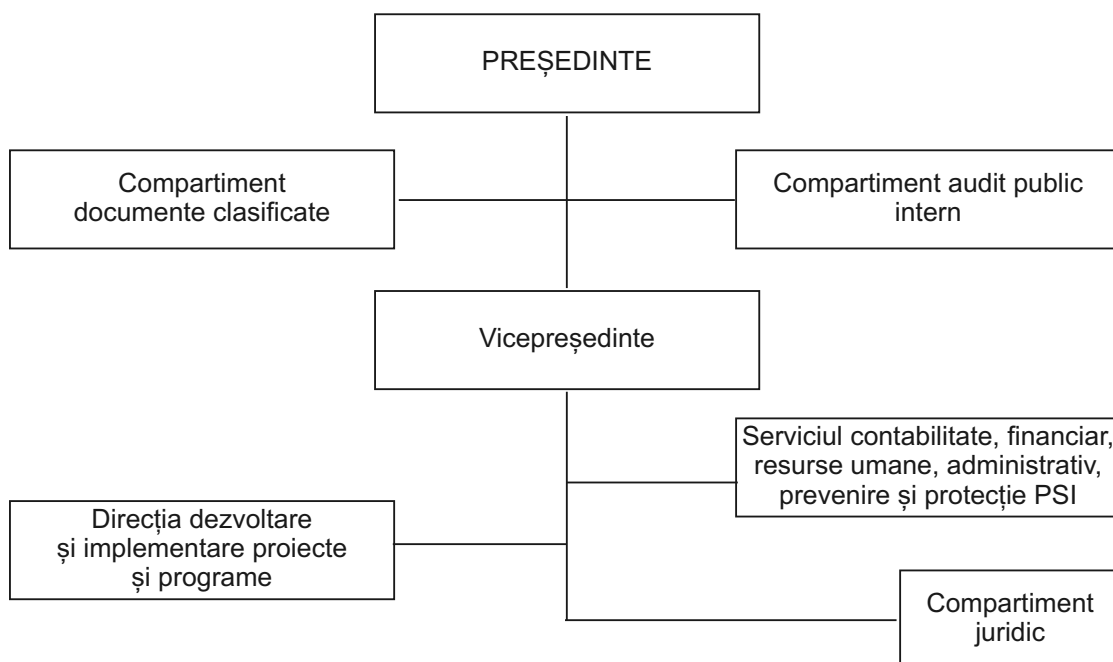 PREȘEDINTE
Compartiment
documente clasificate
Compartiment audit public
intern
Vicepreședinte
Serviciul contabilitate, financiar,
resurse umane, administrativ,
prevenire și protecție PSI
Direcția dezvoltare
și implementare proiecte
și programe
Compartiment
juridic